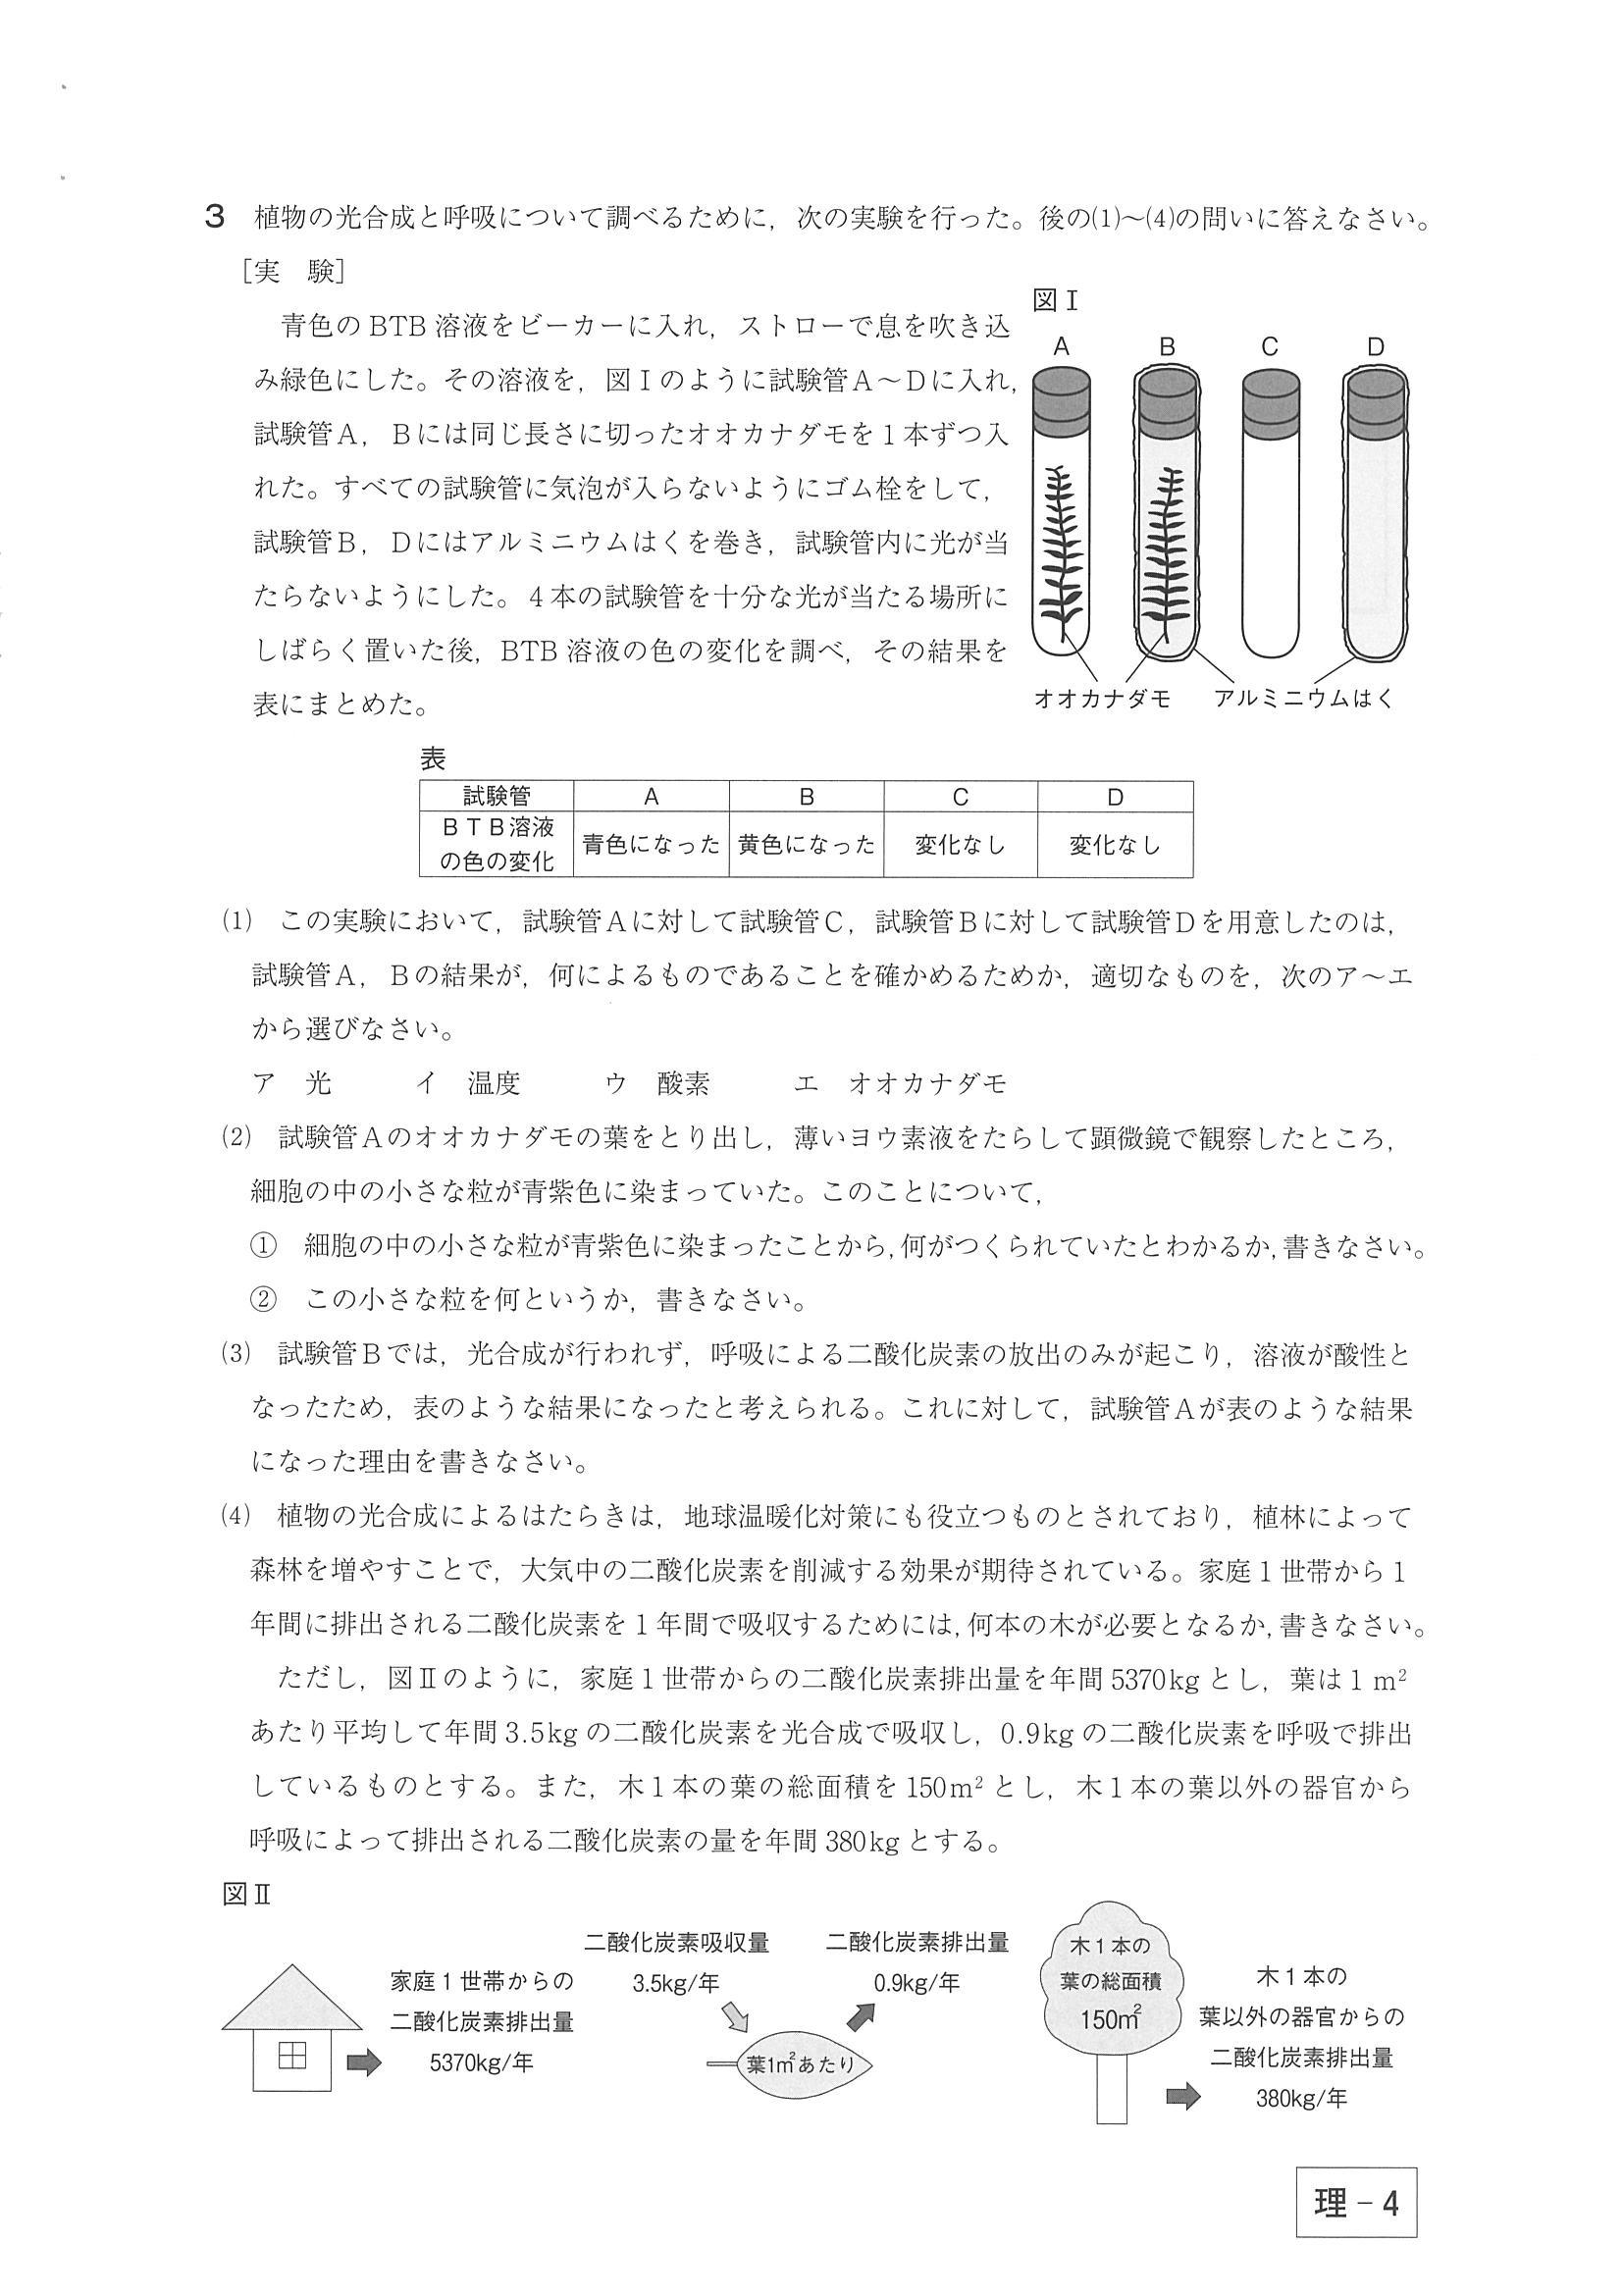 3　植物の光合成と呼吸について調べるために，次の実験を行った。後の⑴～⑷の問いに答えなさい。
［実　験］
青色の BTB 溶液をビーカーに入れ，ストローで息を吹き込
み緑色にした。その溶液を，図Ⅰのように試験管Ａ～Ｄに入れ，
試験管Ａ，Ｂには同じ長さに切ったオオカナダモを１本ずつ入
れた。すべての試験管に気泡が入らないようにゴム栓をして，
試験管Ｂ，Ｄにはアルミニウムはくを巻き，試験管内に光が当
たらないようにした。４本の試験管を十分な光が当たる場所に
しばらく置いた後，BTB 溶液の色の変化を調べ，その結果を
表にまとめた。
図Ⅰ
A B C D
オオカナダモ アルミニウムはく
表
試験管 A B C D
ＢＴＢ溶液
の色の変化 青色になった 黄色になった 変化なし 変化なし
⑴　この実験において，試験管Ａに対して試験管Ｃ，試験管Ｂに対して試験管Ｄを用意したのは，
試験管Ａ，Ｂの結果が，何によるものであることを確かめるためか，適切なものを，次のア～エ
から選びなさい。
ア　光　　　イ　温度　　　ウ　酸素　　　エ　オオカナダモ
⑵　試験管Ａのオオカナダモの葉をとり出し，薄いヨウ素液をたらして顕微鏡で観察したところ，
細胞の中の小さな粒が青紫色に染まっていた。このことについて，
①　細胞の中の小さな粒が青紫色に染まったことから，何がつくられていたとわかるか，書きなさい。
②　この小さな粒を何というか，書きなさい。
⑶　試験管Ｂでは，光合成が行われず，呼吸による二酸化炭素の放出のみが起こり，溶液が酸性と
なったため，表のような結果になったと考えられる。これに対して，試験管Ａが表のような結果
になった理由を書きなさい。
⑷　植物の光合成によるはたらきは，地球温暖化対策にも役立つものとされており，植林によって
森林を増やすことで，大気中の二酸化炭素を削減する効果が期待されている。家庭１世帯から１
年間に排出される二酸化炭素を１年間で吸収するためには，何本の木が必要となるか，書きなさい。
ただし，図Ⅱのように，家庭１世帯からの二酸化炭素排出量を年間 5370kg とし，葉は１ m²
あたり平均して年間 3.5kg の二酸化炭素を光合成で吸収し，0.9kg の二酸化炭素を呼吸で排出
しているものとする。また，木１本の葉の総面積を 150m² とし，木１本の葉以外の器官から
呼吸によって排出される二酸化炭素の量を年間 380kg とする。
図Ⅱ
家庭１世帯からの
二酸化炭素排出量
5370kg/年
二酸化炭素吸収量
3.5kg/年
二酸化炭素排出量
0.9kg/年
葉1㎡あたり
木１本の
葉の総面積
150㎡
木１本の
葉以外の器官からの
二酸化炭素排出量
380kg/年
理－4